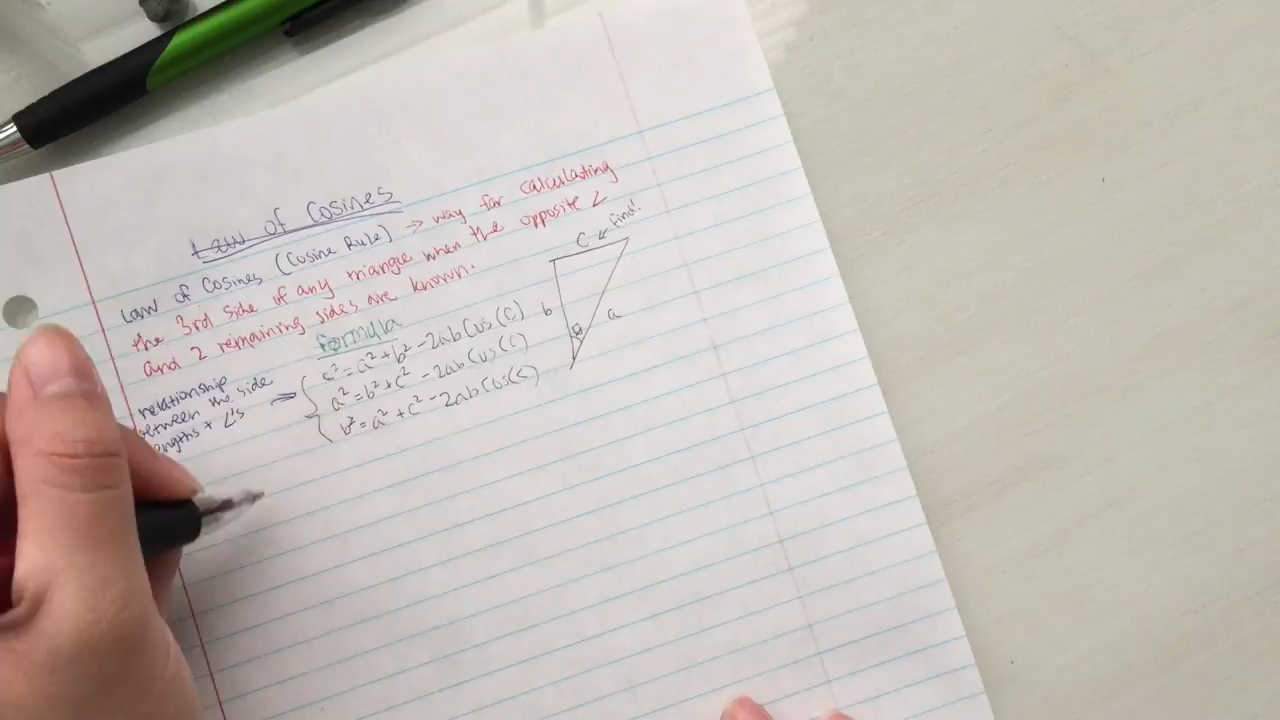 Law of Cosines
Law of Cosines (Cosine Rule) → way for calculating
the 3rd side of any triangle when the opposite ∠
and 2 remaining sides are known.
Formula
relationship
between the side
lengths + ∠'s
⇒
c² = a² + b² - 2ab Cos(C)
a² = b² + c² - 2ab Cos(C)
b² = a² + c² - 2ab Cos(C)
C ↙ find!
b
a
θ